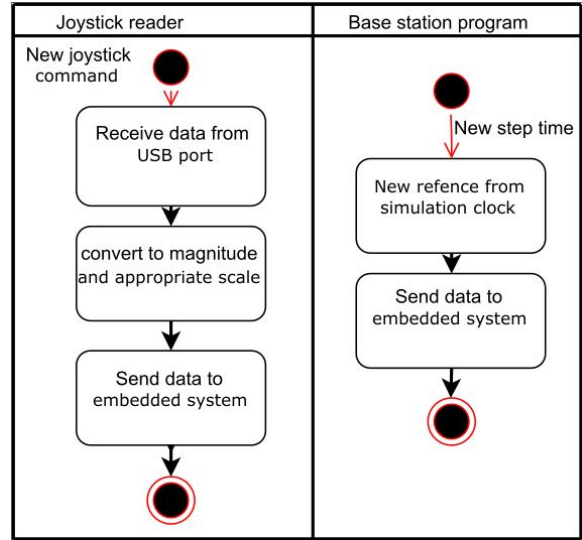 Joystick reader
New joystick
command
Receive data from
USB port
convert to magnitude
and appropriate scale
Send data to
embedded system
Base station program
New step time
New refence from
simulation clock
Send data to
embedded system